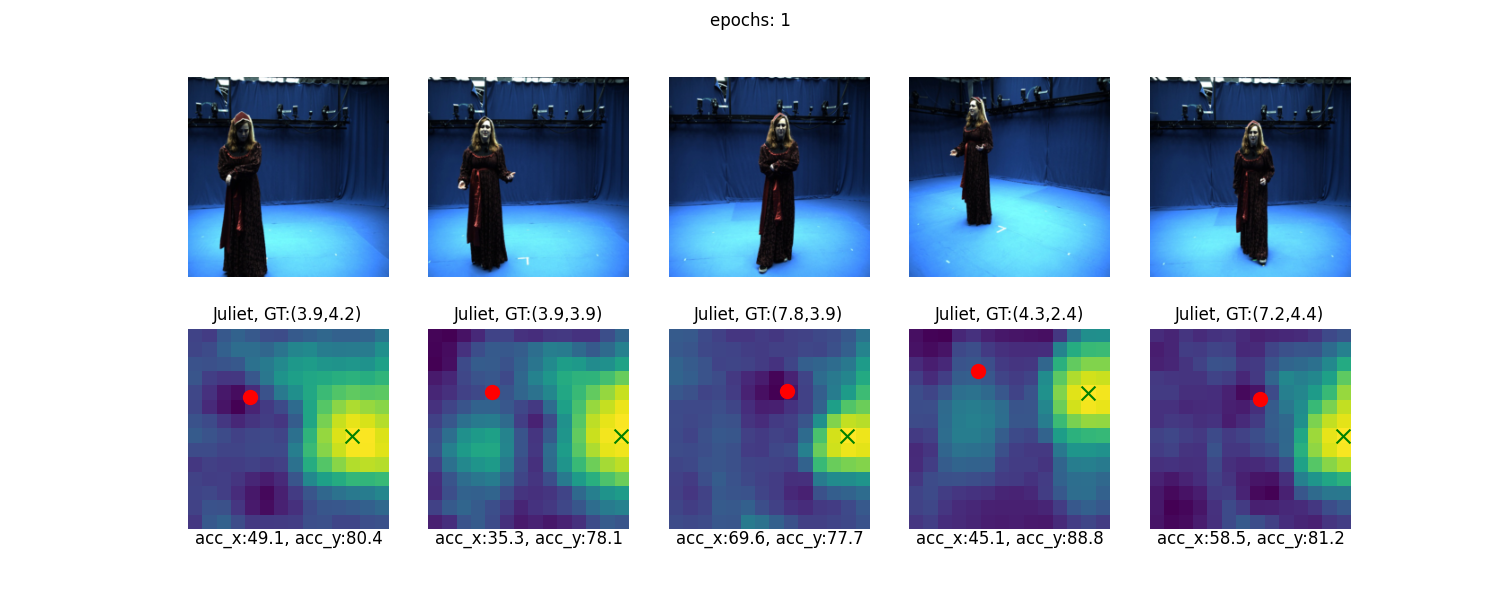 epochs: 1
Juliet, GT:(3.9,4.2)
Juliet, GT:(3.9,3.9)
Juliet, GT:(7.8,3.9)
Juliet, GT:(4.3,2.4)
Juliet, GT:(7.2,4.4)
acc_x:49.1, acc_y:80.4
acc_x:35.3, acc_y:78.1
acc_x:69.6, acc_y:77.7
acc_x:45.1, acc_y:88.8
acc_x:58.5, acc_y:81.2